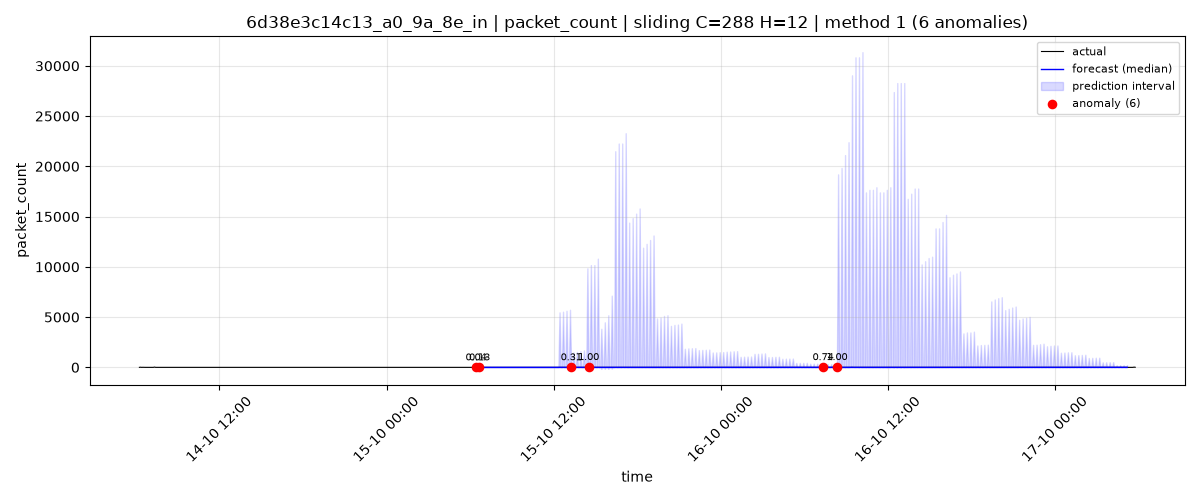 6d38e3c14c13_a0_9a_8e_in | packet_count | sliding C=288 H=12 | method 1 (6 anomalies)
actual
forecast (median)
prediction interval
anomaly (6)
packet_count
30000
25000
20000
15000
10000
5000
0
0.31
1.00
0.74
1.00
14-10 12:00
15-10 00:00
15-10 12:00
16-10 00:00
16-10 12:00
17-10 00:00
time